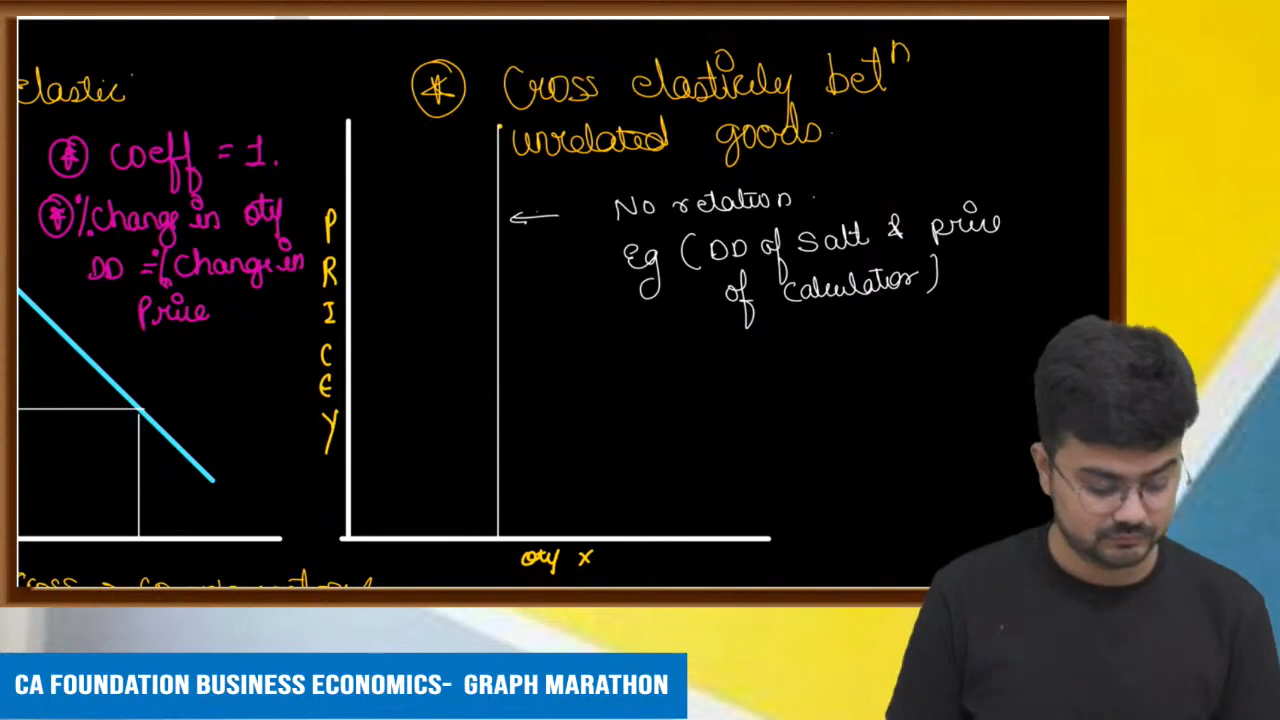 Elastic
coeff = 1.
% Change in Qty
DD = % Change in
Price
Cross elasticity betⁿ
unrelated goods.
No relation.
Eg (DD of Salt & price
of calculator)
PRICE Y
Qty X
CA FOUNDATION BUSINESS ECONOMICS- GRAPH MARATHON